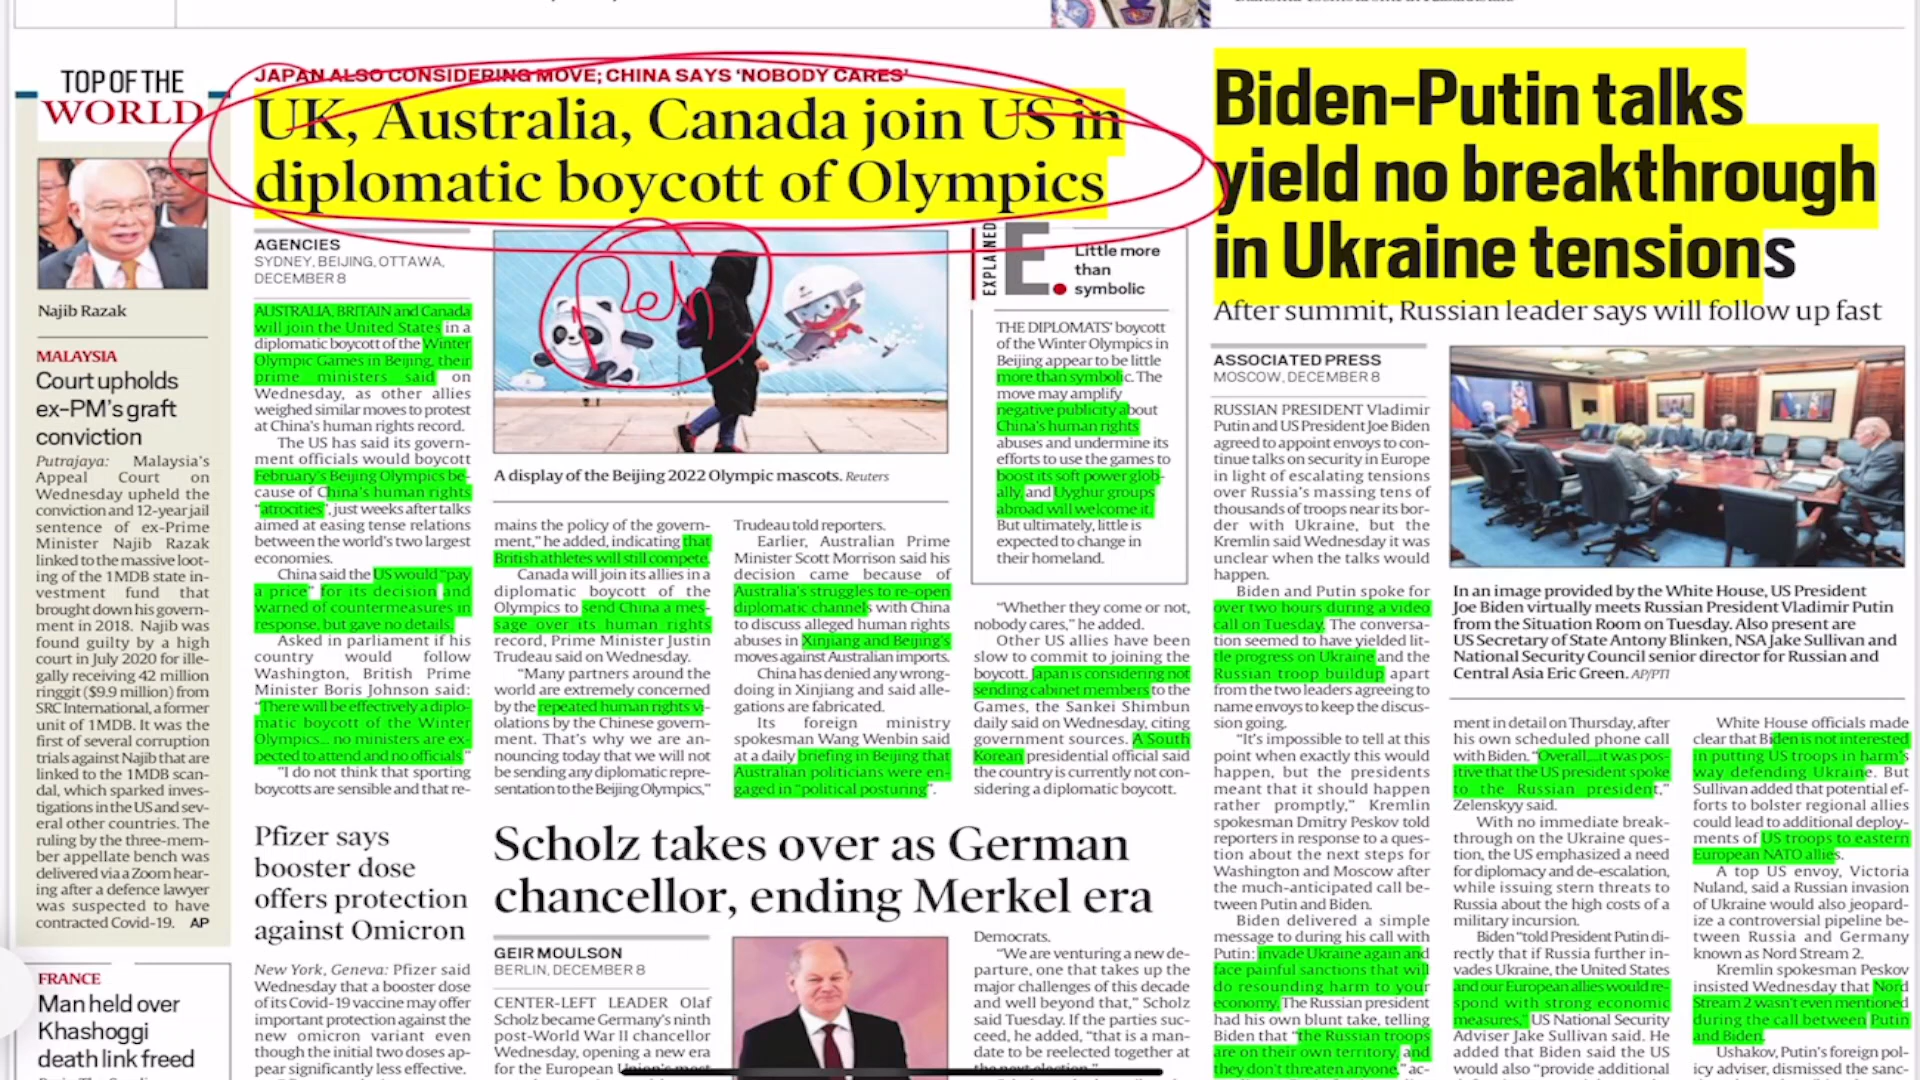 TOP OF THE
WORLD
Najib Razak
MALAYSIA
Court upholds
ex-PM's graft
conviction
Putrajaya: Malaysia's
Appeal Court on
Wednesday upheld the
conviction and 12-year jail
sentence of ex-Prime
Minister Najib Razak
linked to the massive loot-
ing of the 1MDB state in-
vestment fund that
brought down his govern-
ment in 2018. Najib was
found guilty by a high
court in July 2020 for ille-
gally receiving 42 million
ringgit ($9.9 million) from
SRC International, a former
unit of 1MDB. It was the
first of several corruption
trials against Najib that are
linked to the 1MDB scan-
dal, which sparked inves-
tigations in the US and sev-
eral other countries. The
ruling by the three-mem-
ber appellate bench was
delivered via a Zoom hear-
ing after a defence lawyer
was suspected to have
contracted Covid-19. AP
FRANCE
Man held over
Khashoggi
death link freed
JAPAN ALSO CONSIDERING MOVE; CHINA SAYS 'NOBODY CARES'
UK, Australia, Canada join US in
diplomatic boycott of Olympics
AGENCIES
SYDNEY, BEIJING, OTTAWA,
DECEMBER 8
AUSTRALIA, BRITAIN and Canada
will join the United States in a
diplomatic boycott of the Winter
Olympic Games in Beijing, their
prime ministers said on
Wednesday, as other allies
weighed similar moves to protest
at China's human rights record.
The US has said its govern-
ment officials would boycott
February's Beijing Olympics be-
cause of China's human rights
"atrocities", just weeks after talks
aimed at easing tense relations
between the world's two largest
economies.
China said the US would "pay
a price" for its decision and
warned of countermeasures in
response, but gave no details.
Asked in parliament if his
country would follow
Washington, British Prime
Minister Boris Johnson said:
"There will be effectively a diplo-
matic boycott of the Winter
Olympics... no ministers are ex-
pected to attend and no officials."
"I do not think that sporting
boycotts are sensible and that re-
A display of the Beijing 2022 Olympic mascots. Reuters
mains the policy of the govern-
ment," he added, indicating that
British athletes will still compete.
Canada will join its allies in a
diplomatic boycott of the
Olympics to send China a mes-
sage over its human rights
record, Prime Minister Justin
Trudeau said on Wednesday.
"Many partners around the
world are extremely concerned
by the repeated human rights vi-
olations by the Chinese govern-
ment. That's why we are an-
nouncing today that we will not
be sending any diplomatic repre-
sentation to the Beijing Olympics,"
Trudeau told reporters.
Earlier, Australian Prime
Minister Scott Morrison said his
decision came because of
Australia's struggles to re-open
diplomatic channels with China
to discuss alleged human rights
abuses in Xinjiang and Beijing's
moves against Australian imports.
China has denied any wrong-
doing in Xinjiang and said alle-
gations are fabricated.
Its foreign ministry
spokesman Wang Wenbin said
at a daily briefing in Beijing that
Australian politicians were en-
gaged in "political posturing".
EXPLAINED
E.
Little more
than
symbolic
THE DIPLOMATS' boycott
of the Winter Olympics in
Beijing appear to be little
more than symbolic. The
move may amplify
negative publicity about
China's human rights
abuses and undermine its
efforts to use the games to
boost its soft power glob-
ally, and Uyghur groups
abroad will welcome it.
But ultimately, little is
expected to change in
their homeland.
"Whether they come or not,
nobody cares," he added.
Other US allies have been
slow to commit to joining the
boycott. Japan is considering not
sending cabinet members to the
Games, the Sankei Shimbun
daily said on Wednesday, citing
government sources. A South
Korean presidential official said
the country is currently not con-
sidering a diplomatic boycott.
Pfizer says
booster dose
offers protection
against Omicron
New York, Geneva: Pfizer said
Wednesday that a booster dose
of its Covid-19 vaccine may offer
important protection against the
new omicron variant even
though the initial two doses ap-
pear significantly less effective.
Scholz takes over as German
chancellor, ending Merkel era
GEIR MOULSON
BERLIN, DECEMBER 8
CENTER-LEFT LEADER Olaf
Scholz became Germany's ninth
post-World War II chancellor
Wednesday, opening a new era
for the European Union's most
Democrats.
"We are venturing a new de-
parture, one that takes up the
major challenges of this decade
and well beyond that," Scholz
said Tuesday. If the parties suc-
ceed, he added, "that is a man-
date to be reelected together at
the next election."
Biden-Putin talks
yield no breakthrough
in Ukraine tensions
After summit, Russian leader says will follow up fast
ASSOCIATED PRESS
MOSCOW, DECEMBER 8
RUSSIAN PRESIDENT Vladimir
Putin and US President Joe Biden
agreed to appoint envoys to con-
tinue talks on security in Europe
in light of escalating tensions
over Russia's massing tens of
thousands of troops near its bor-
der with Ukraine, but the
Kremlin said Wednesday it was
unclear when the talks would
happen.
Biden and Putin spoke for
over two hours during a video
call on Tuesday. The conversa-
tion seemed to have yielded lit-
tle progress on Ukraine and the
Russian troop buildup apart
from the two leaders agreeing to
name envoys to keep the discus-
sion going.
"It's impossible to tell at this
point when exactly this would
happen, but the presidents
meant that it should happen
rather promptly," Kremlin
spokesman Dmitry Peskov told
reporters in response to a ques-
tion about the next steps for
Washington and Moscow after
the much-anticipated call be-
tween Putin and Biden.
Biden delivered a simple
message to during his call with
Putin: invade Ukraine again and
face painful sanctions that will
do resounding harm to your
economy. The Russian president
had his own blunt take, telling
Biden that "the Russian troops
are on their own territory, and
they don't threaten anyone," ac-
In an image provided by the White House, US President
Joe Biden virtually meets Russian President Vladimir Putin
from the Situation Room on Tuesday. Also present are
US Secretary of State Antony Blinken, NSA Jake Sullivan and
National Security Council senior director for Russian and
Central Asia Eric Green. AP/PTI
ment in detail on Thursday, after
his own scheduled phone call
with Biden. "Overall,...it was pos-
itive that the US president spoke
to the Russian president,"
Zelenskyy said.
With no immediate break-
through on the Ukraine ques-
tion, the US emphasized a need
for diplomacy and de-escalation,
while issuing stern threats to
Russia about the high costs of a
military incursion.
Biden "told President Putin di-
rectly that if Russia further in-
vades Ukraine, the United States
and our European allies would re-
spond with strong economic
measures," US National Security
Adviser Jake Sullivan said. He
added that Biden said the US
would also "provide additional
White House officials made
clear that Biden is not interested
in putting US troops in harm's
way defending Ukraine. But
Sullivan added that potential ef-
forts to bolster regional allies
could lead to additional deploy-
ments of US troops to eastern
European NATO allies.
A top US envoy, Victoria
Nuland, said a Russian invasion
of Ukraine would also jeopard-
ize a controversial pipeline be-
tween Russia and Germany
known as Nord Stream 2.
Kremlin spokesman Peskov
insisted Wednesday that Nord
Stream 2 wasn't even mentioned
during the call between Putin
and Biden.
Ushakov, Putin's foreign pol-
icy adviser, dismissed the sanc-